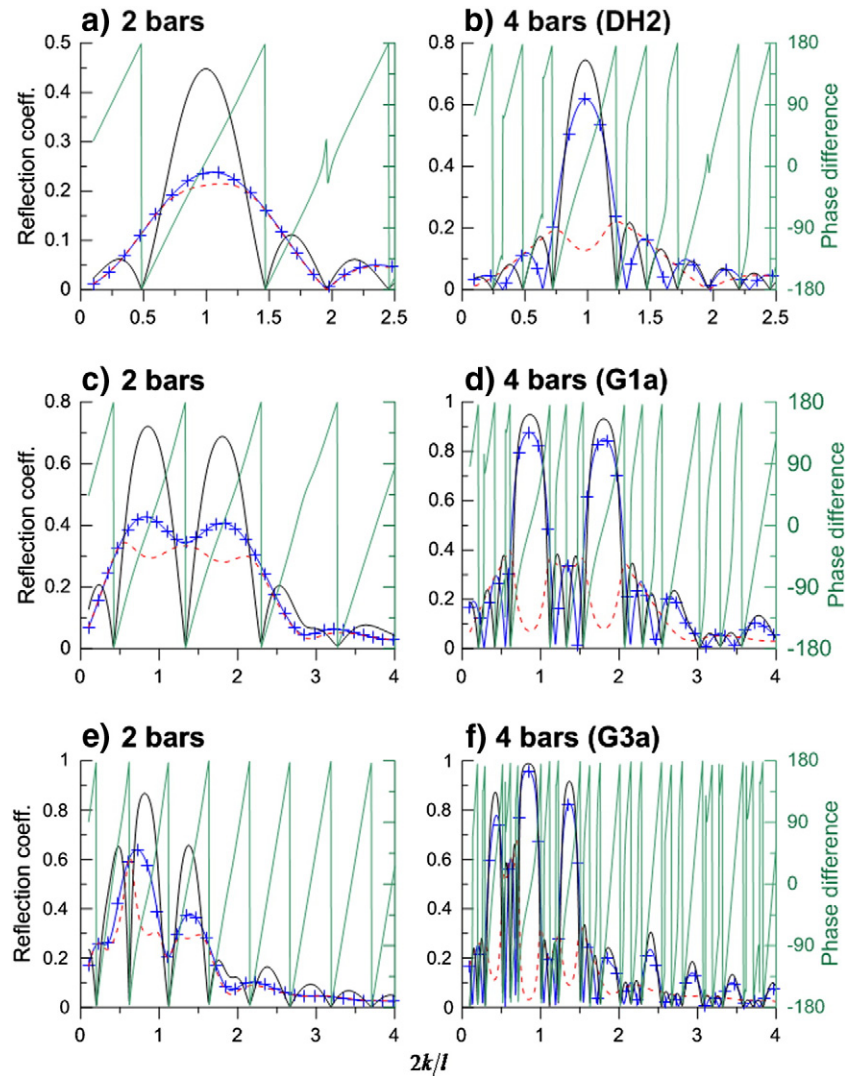 a) 2 bars
b) 4 bars (DH2)
Reflection coeff.
0.5
0.4
0.3
0.2
0.1
0
0 0.5 1 1.5 2 2.5
0.8
0.6
0.4
0.2
0
0 0.5 1 1.5 2 2.5
180
90
0
-90
-180
Phase difference
c) 2 bars
d) 4 bars (G1a)
Reflection coeff.
0.8
0.6
0.4
0.2
0
0 1 2 3 4
1
0.8
0.6
0.4
0.2
0
0 1 2 3 4
180
90
0
-90
-180
Phase difference
e) 2 bars
f) 4 bars (G3a)
Reflection coeff.
1
0.8
0.6
0.4
0.2
0
0 1 2 3 4
1
0.8
0.6
0.4
0.2
0
0 1 2 3 4
180
90
0
-90
-180
Phase difference
2k/l